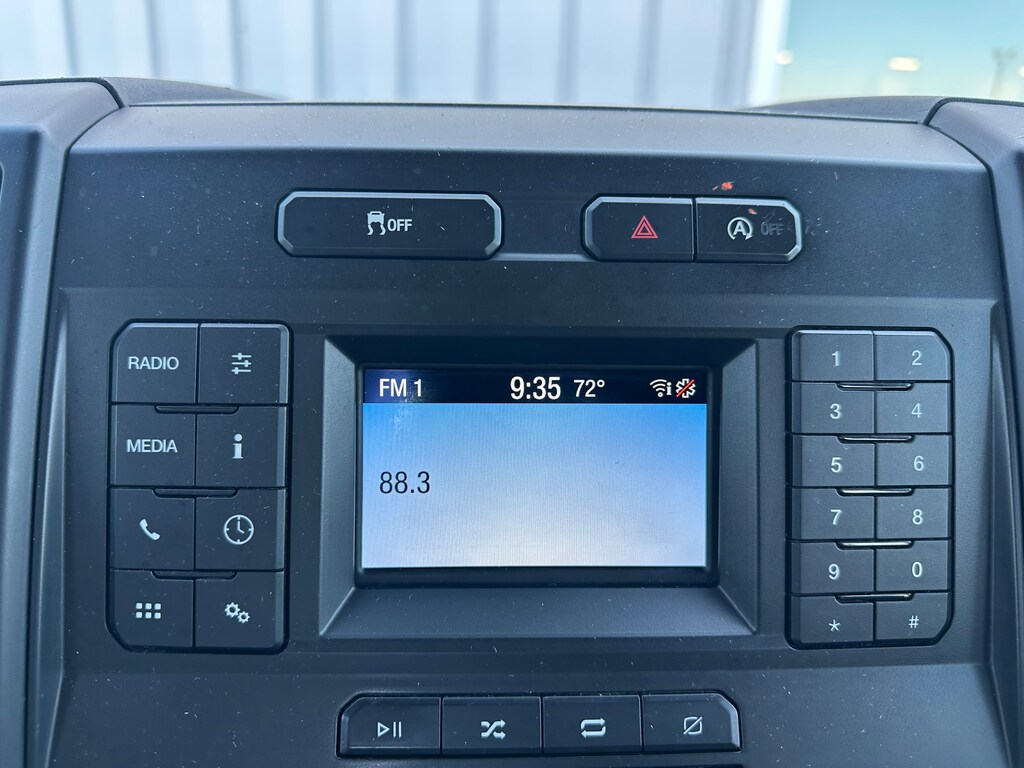 OFF
A OFF
RADIO
MEDIA
FM 1 9:35 72° i
88.3
i
1 2
3 4
5 6
7 8
9 0
* #